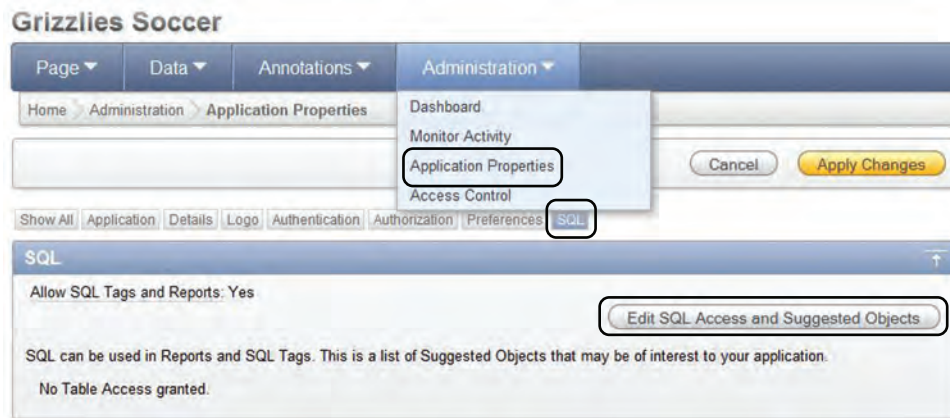 Grizzlies Soccer
Page Data Annotations Administration
Home Administration Application Properties
Dashboard
Monitor Activity
Application Properties
Access Control
Cancel Apply Changes
Show All Application Details Logo Authentication Authorization Preferences SQL
SQL
Allow SQL Tags and Reports: Yes
Edit SQL Access and Suggested Objects
SQL can be used in Reports and SQL Tags. This is a list of Suggested Objects that may be of interest to your application.
No Table Access granted.